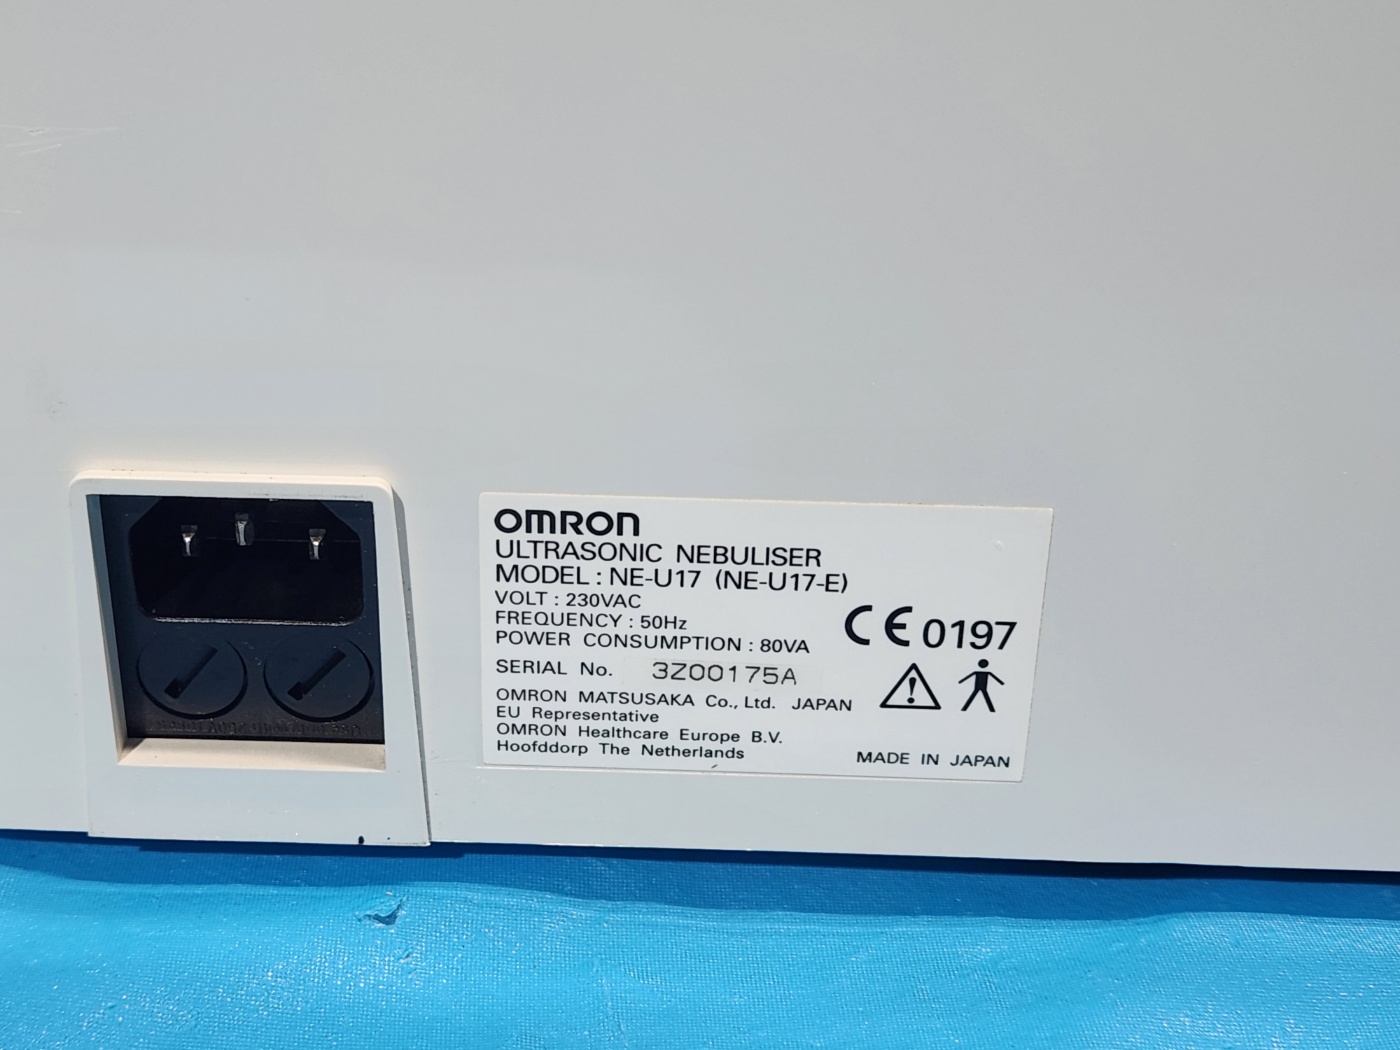 OMRON
ULTRASONIC NEBULISER
MODEL : NE-U17 (NE-U17-E)
VOLT : 230VAC
FREQUENCY : 50Hz
POWER CONSUMPTION : 80VA
CE 0197
SERIAL No. 3Z00175A
OMRON MATSUSAKA Co., Ltd. JAPAN
EU Representative
OMRON Healthcare Europe B.V.
Hoofddorp The Netherlands
MADE IN JAPAN